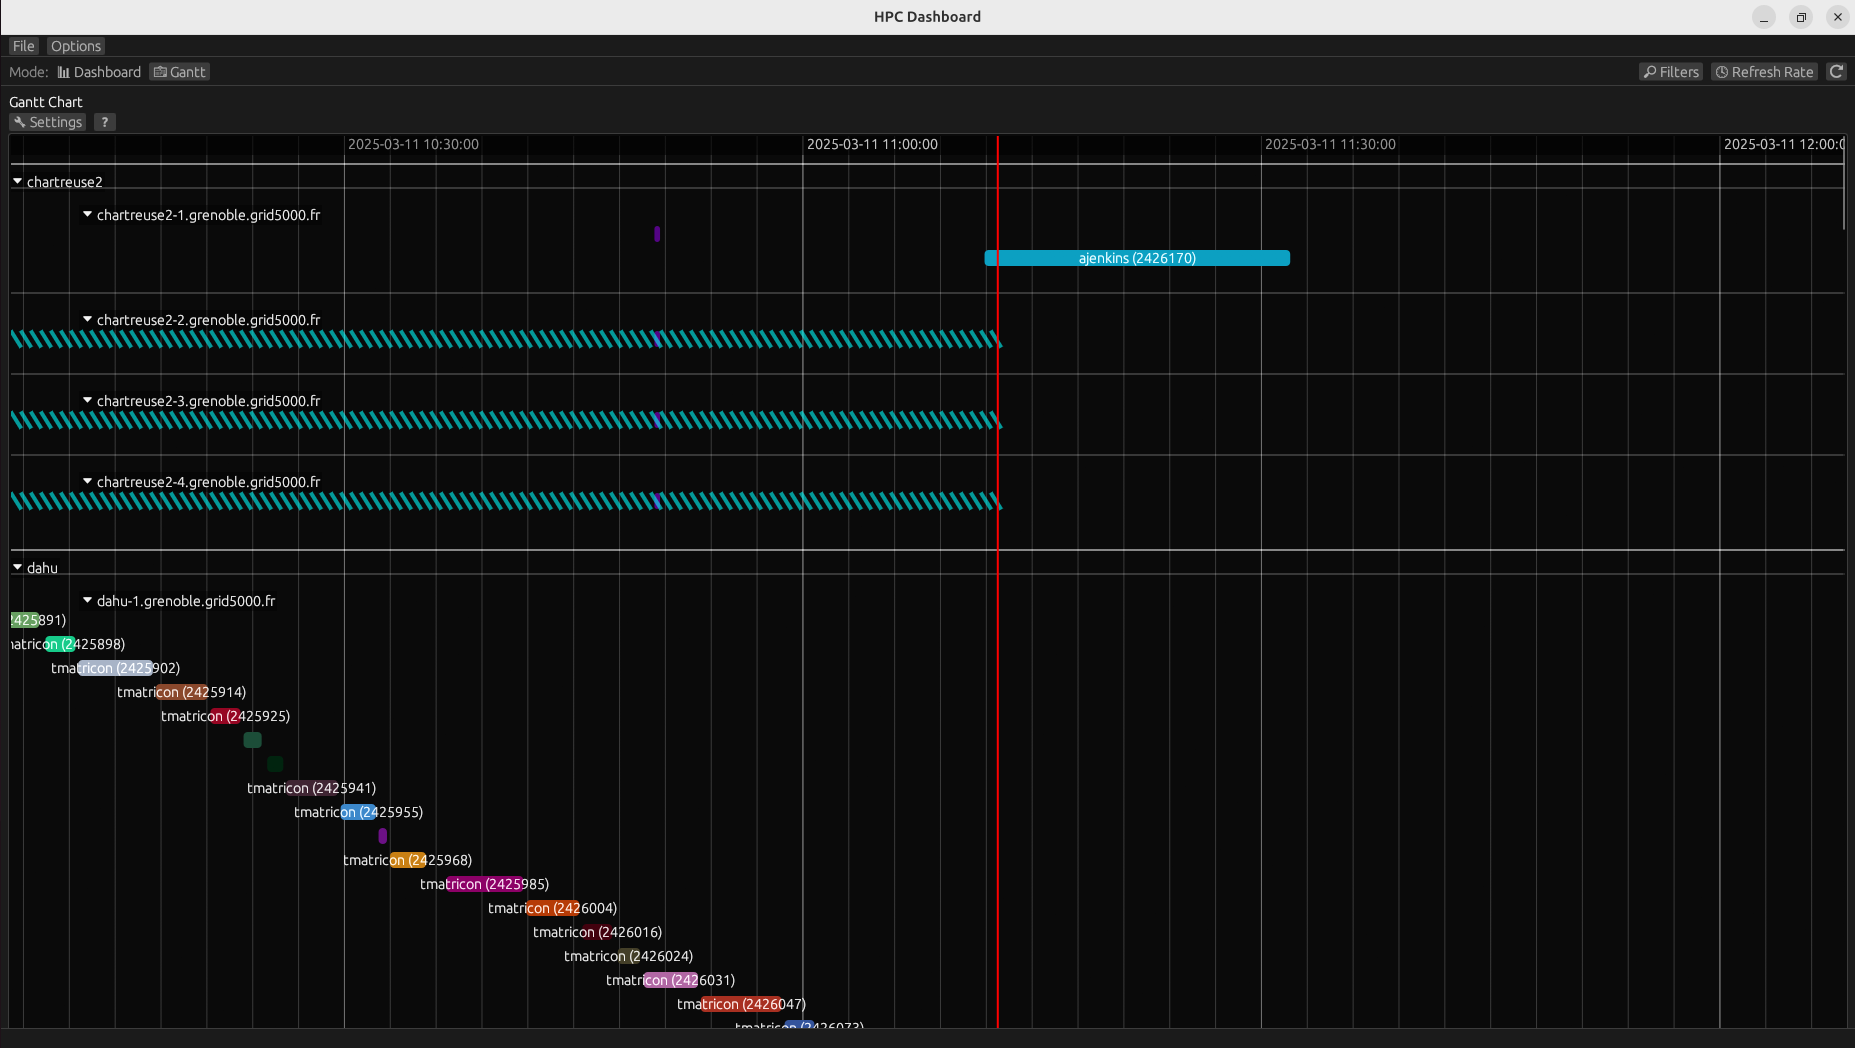 HPC Dashboard
File Options
Mode: Dashboard Gantt Filters Refresh Rate
Gantt Chart
Settings ?
2025-03-11 10:30:00 2025-03-11 11:00:00 2025-03-11 11:30:00 2025-03-11 12:00:0
chartreuse2
chartreuse2-1.grenoble.grid5000.fr
ajenkins (2426170)
chartreuse2-2.grenoble.grid5000.fr
chartreuse2-3.grenoble.grid5000.fr
chartreuse2-4.grenoble.grid5000.fr
dahu
dahu-1.grenoble.grid5000.fr
2425891)
matricon (2425898)
tmatricon (2425902)
tmatricon (2425914)
tmatricon (2425925)
tmatricon (2425941)
tmatricon (2425955)
tmatricon (2425968)
tmatricon (2425985)
tmatricon (2426004)
tmatricon (2426016)
tmatricon (2426024)
tmatricon (2426031)
tmatricon (2426047)
tmatricon (2426073)